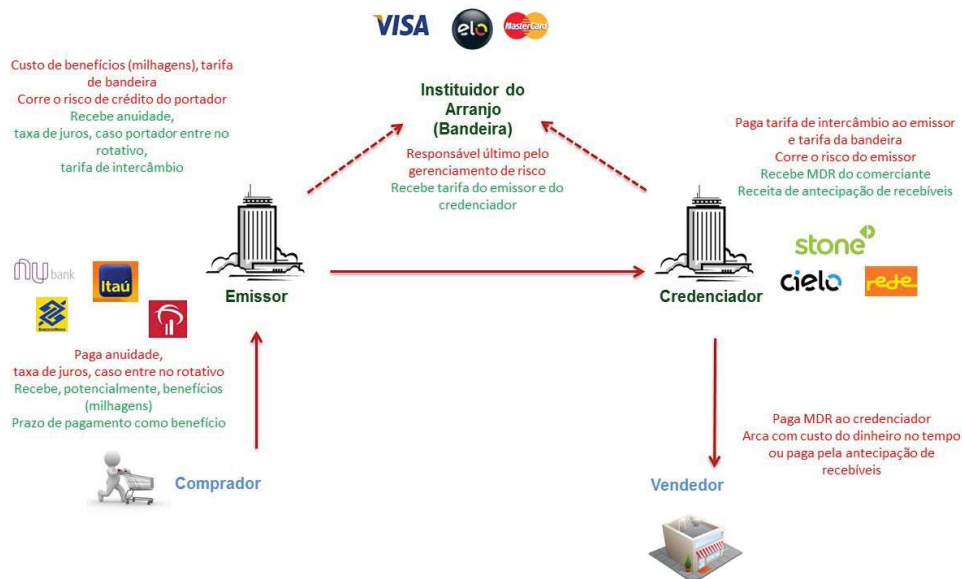 VISA
elo
MasterCard
Custo de benefícios (milhagens), tarifa
de bandeira
Corre o risco de crédito do portador
Recebe anuidade,
taxa de juros, caso portador entre no
rotativo,
tarifa de intercâmbio
Instituidor do
Arranjo
(Bandeira)
Responsável último pelo
gerenciamento de risco
Recebe tarifa do emissor e do
credenciador
Paga tarifa de intercâmbio ao emissor
e tarifa da bandeira
Corre o risco do emissor
Recebe MDR do comerciante
Receita de antecipação de recebíveis
nu bank
Itaú
Emissor
stone
cielo
rede
Credenciador
Paga anuidade,
taxa de juros, caso entre no rotativo
Recebe, potencialmente, benefícios
(milhagens)
Prazo de pagamento como benefício
Comprador
Paga MDR ao credenciador
Arca com custo do dinheiro no tempo
ou paga pela antecipação de
recebíveis
Vendedor